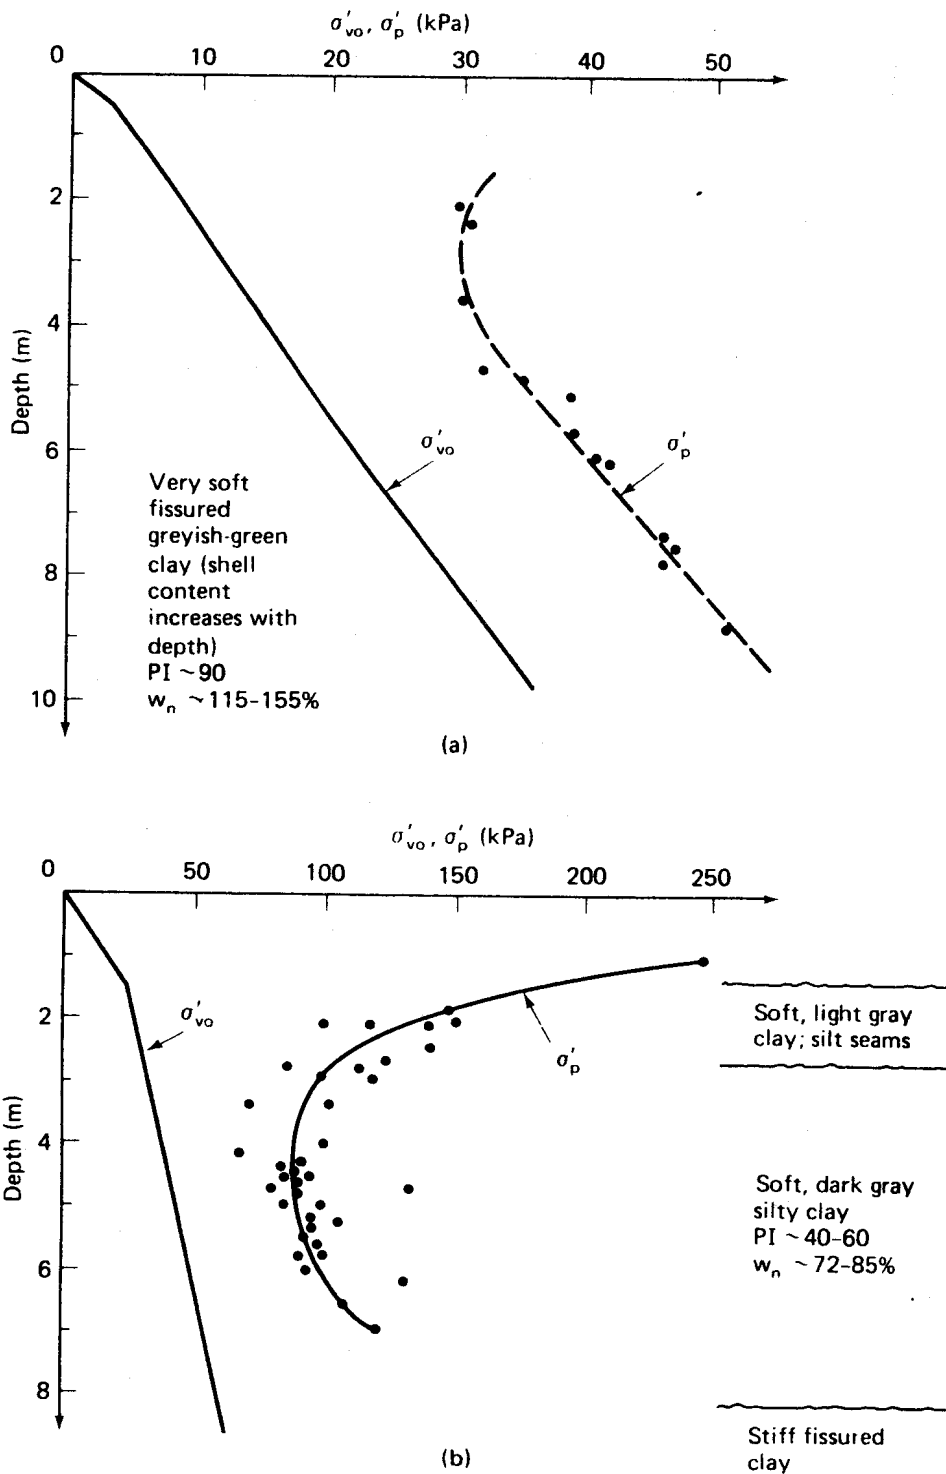 σ′vo, σ′p (kPa)
0 10 20 30 40 50
2
4
6
8
10
Depth (m)
σ′vo
σ′p
Very soft
fissured
greyish-green
clay (shell
content
increases with
depth)
PI ~90
wn ~115-155%
(a)
σ′vo, σ′p (kPa)
0 50 100 150 200 250
2
4
6
8
Depth (m)
σ′vo
σ′p
Soft, light gray
clay; silt seams
Soft, dark gray
silty clay
PI ~40-60
wn ~72-85%
Stiff fissured
clay
(b)